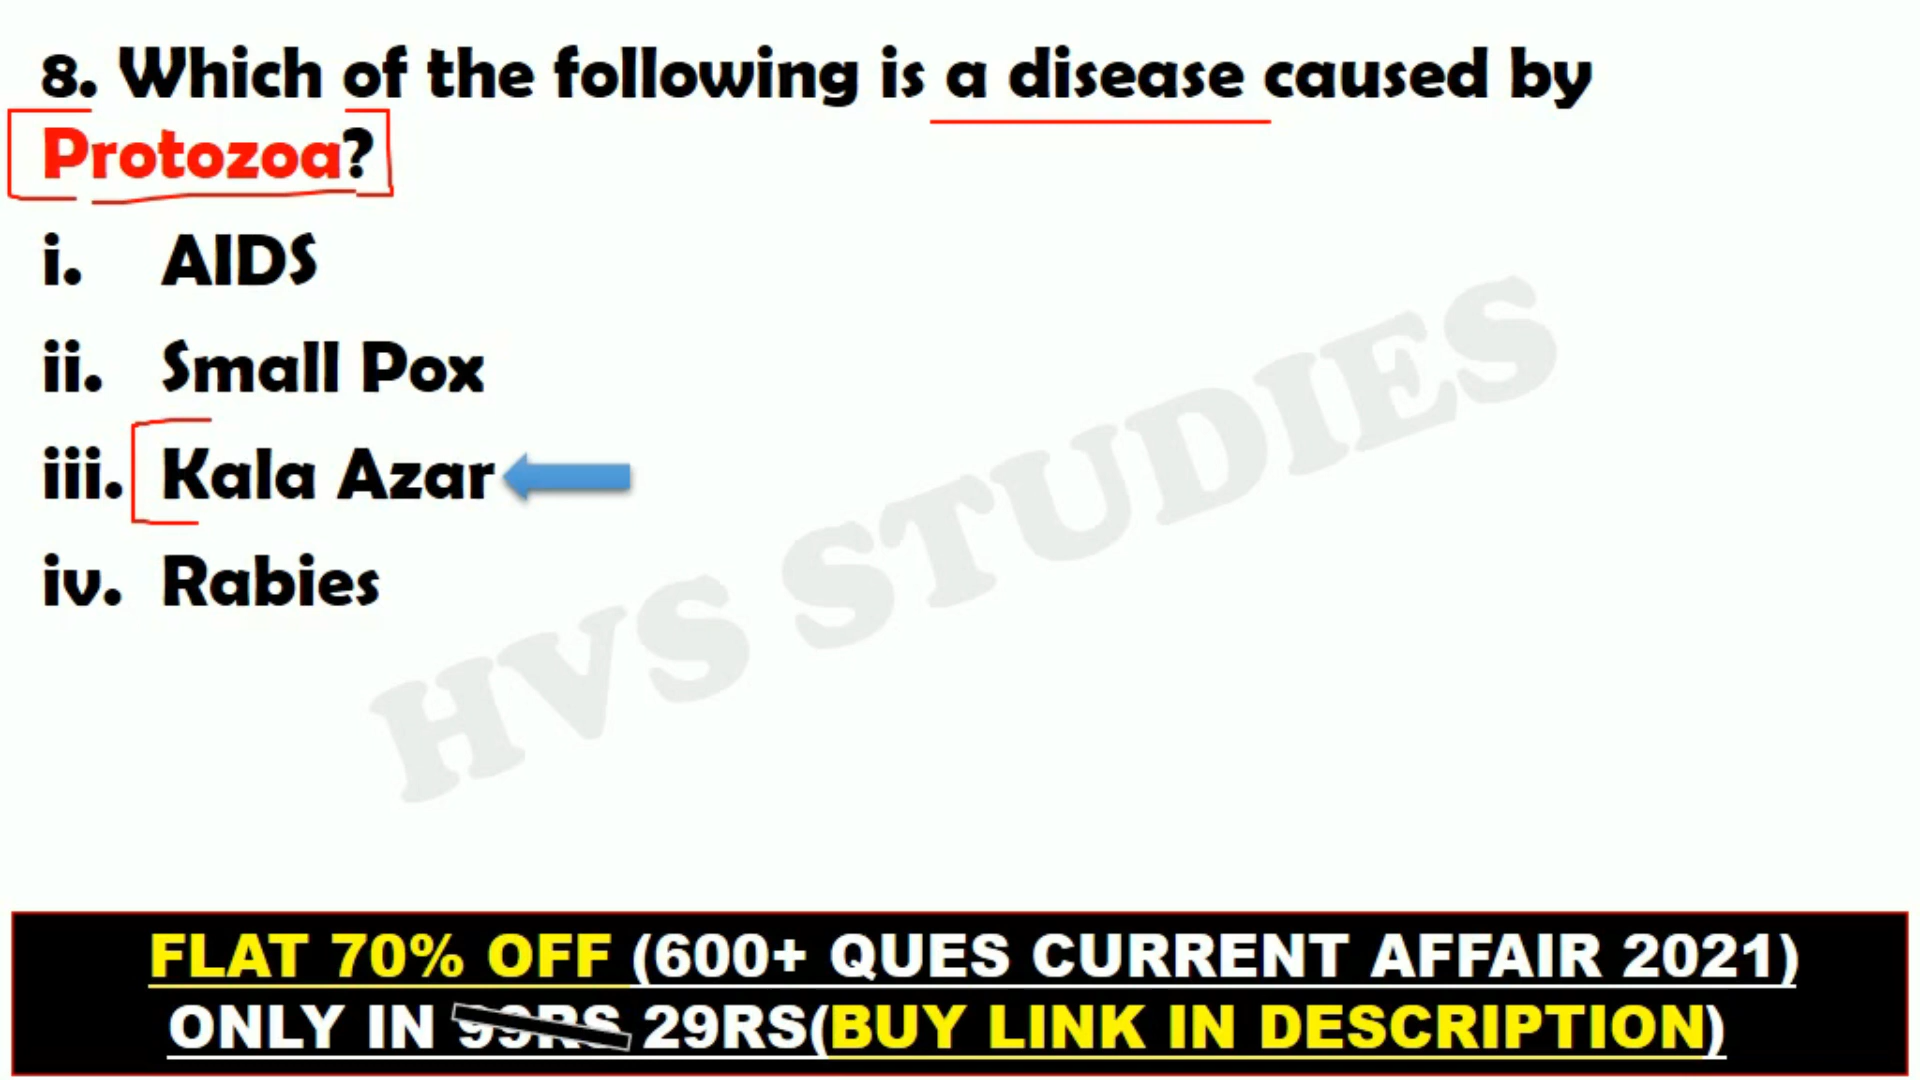 8. Which of the following is a disease caused by
Protozoa?
i. AIDS
ii. Small Pox
iii. Kala Azar
iv. Rabies
HVS STUDIES
FLAT 70% OFF (600+ QUES CURRENT AFFAIR 2021)
ONLY IN 99RS 29RS(BUY LINK IN DESCRIPTION)